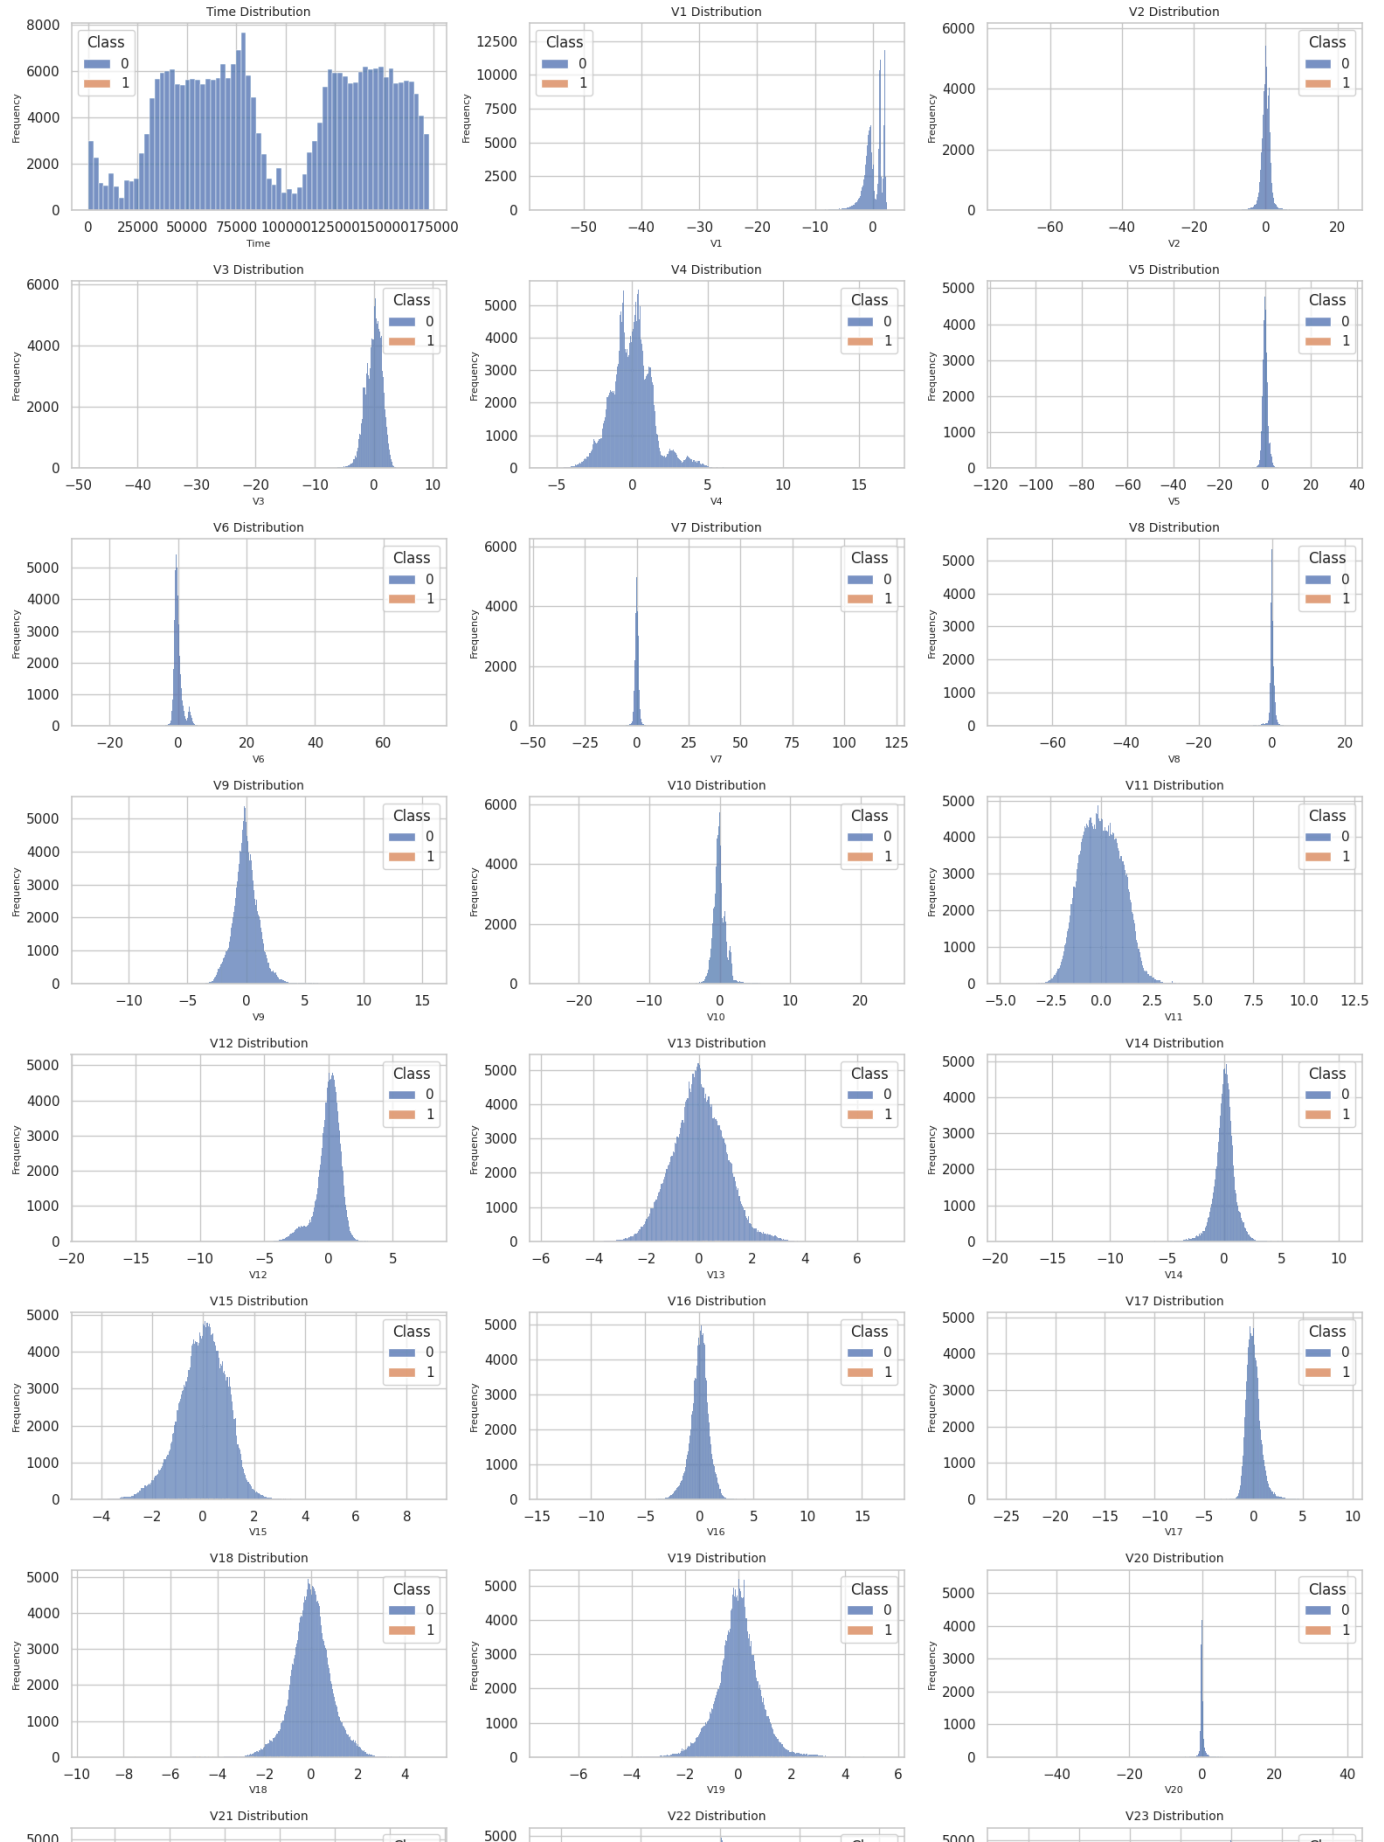 Time Distribution
8000
6000
4000
2000
0
Frequency
Class
0
1
0 25000 50000 75000 100000 125000 150000 175000
Time
V1 Distribution
12500
10000
7500
5000
2500
0
Frequency
Class
0
1
−50 −40 −30 −20 −10 0
V1
V2 Distribution
6000
4000
2000
0
Frequency
Class
0
1
−60 −40 −20 0 20
V2
V3 Distribution
6000
4000
2000
0
Frequency
Class
0
1
−50 −40 −30 −20 −10 0 10
V3
V4 Distribution
5000
4000
3000
2000
1000
0
Frequency
Class
0
1
−5 0 5 10 15
V4
V5 Distribution
5000
4000
3000
2000
1000
0
Frequency
Class
0
1
−120 −100 −80 −60 −40 −20 0 20 40
V5
V6 Distribution
5000
4000
3000
2000
1000
0
Frequency
Class
0
1
−20 0 20 40 60
V6
V7 Distribution
6000
4000
2000
0
Frequency
Class
0
1
−50 −25 0 25 50 75 100 125
V7
V8 Distribution
5000
4000
3000
2000
1000
0
Frequency
Class
0
1
−60 −40 −20 0 20
V8
V9 Distribution
5000
4000
3000
2000
1000
0
Frequency
Class
0
1
−10 −5 0 5 10 15
V9
V10 Distribution
6000
4000
2000
0
Frequency
Class
0
1
−20 −10 0 10 20
V10
V11 Distribution
5000
4000
3000
2000
1000
0
Frequency
Class
0
1
−5.0 −2.5 0.0 2.5 5.0 7.5 10.0 12.5
V11
V12 Distribution
5000
4000
3000
2000
1000
0
Frequency
Class
0
1
−20 −15 −10 −5 0 5
V12
V13 Distribution
5000
4000
3000
2000
1000
0
Frequency
Class
0
1
−6 −4 −2 0 2 4 6
V13
V14 Distribution
5000
4000
3000
2000
1000
0
Frequency
Class
0
1
−20 −15 −10 −5 0 5 10
V14
V15 Distribution
5000
4000
3000
2000
1000
0
Frequency
Class
0
1
−4 −2 0 2 4 6 8
V15
V16 Distribution
5000
4000
3000
2000
1000
0
Frequency
Class
0
1
−15 −10 −5 0 5 10 15
V16
V17 Distribution
5000
4000
3000
2000
1000
0
Frequency
Class
0
1
−25 −20 −15 −10 −5 0 5 10
V17
V18 Distribution
5000
4000
3000
2000
1000
0
Frequency
Class
0
1
−10 −8 −6 −4 −2 0 2 4
V18
V19 Distribution
5000
4000
3000
2000
1000
0
Frequency
Class
0
1
−6 −4 −2 0 2 4 6
V19
V20 Distribution
5000
4000
3000
2000
1000
0
Frequency
Class
0
1
−40 −20 0 20 40
V20
V21 Distribution
5000
V22 Distribution
5000
V23 Distribution
5000